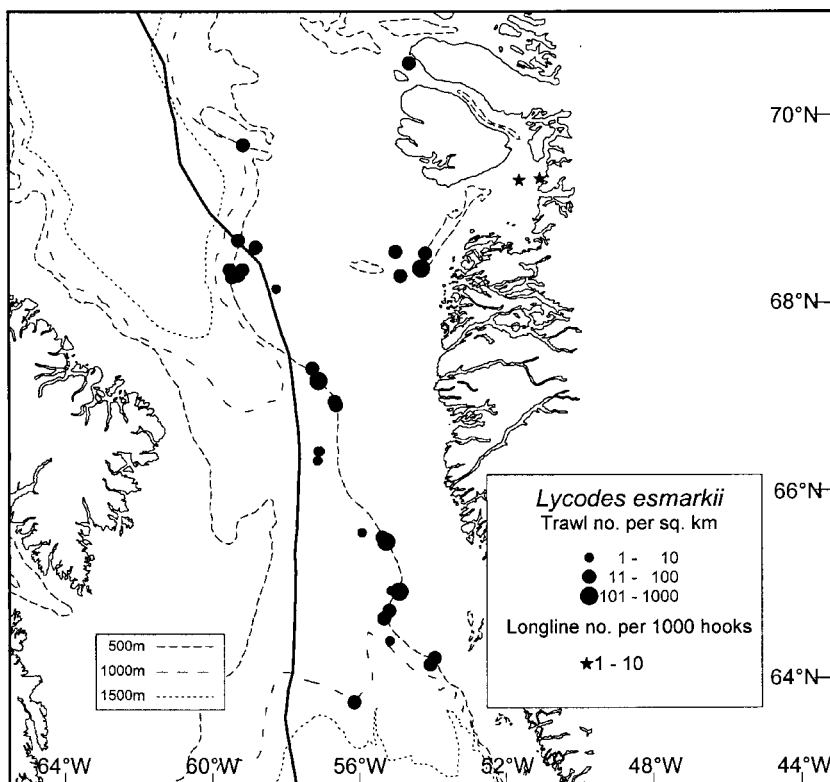 70°N
68°N
66°N
Lycodes esmarkii
Trawl no. per sq. km
1 - 10
11 - 100
101 - 1000
Longline no. per 1000 hooks
★1 - 10
500m
1000m
1500m
64°N
64°W 60°W 56°W 52°W 48°W 44°W